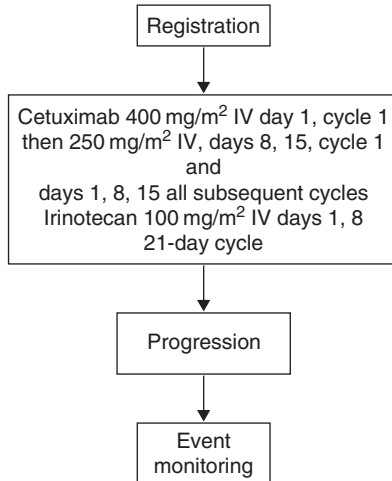 Registration
Cetuximab 400 mg/m² IV day 1, cycle 1
then 250 mg/m² IV, days 8, 15, cycle 1
and
days 1, 8, 15 all subsequent cycles
Irinotecan 100 mg/m² IV days 1, 8
21-day cycle
Progression
Event
monitoring